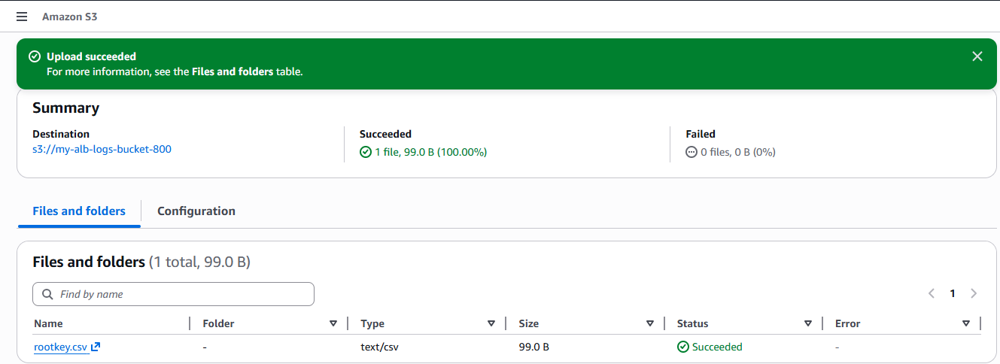 Amazon S3
Upload succeeded
For more information, see the Files and folders table.
Summary
Destination
s3://my-alb-logs-bucket-800
Succeeded
1 file, 99.0 B (100.00%)
Failed
0 files, 0 B (0%)
Files and folders
Configuration
Files and folders (1 total, 99.0 B)
Find by name
1
Name Folder Type Size Status Error
rootkey.csv - text/csv 99.0 B Succeeded -